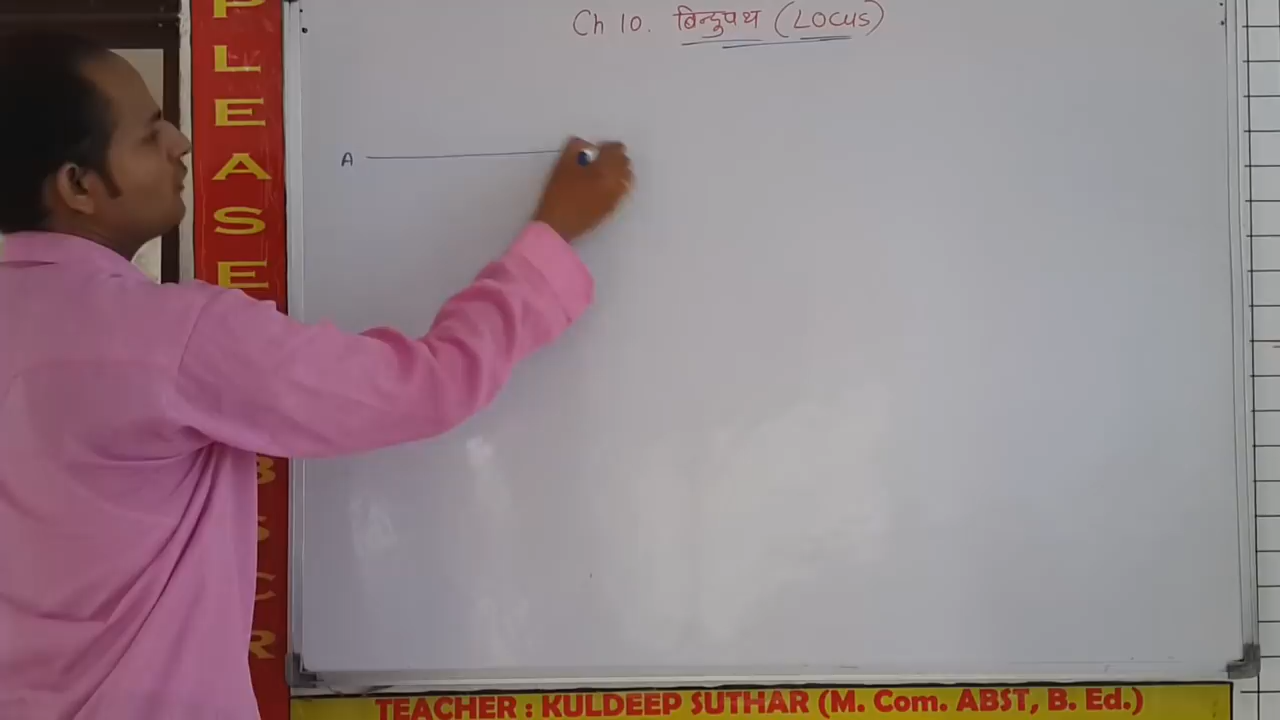 Ch 10. बिन्दुपथ (Locus)
A
PLEASE
TEACHER : KULDEEP SUTHAR (M. Com. ABST, B. Ed.)